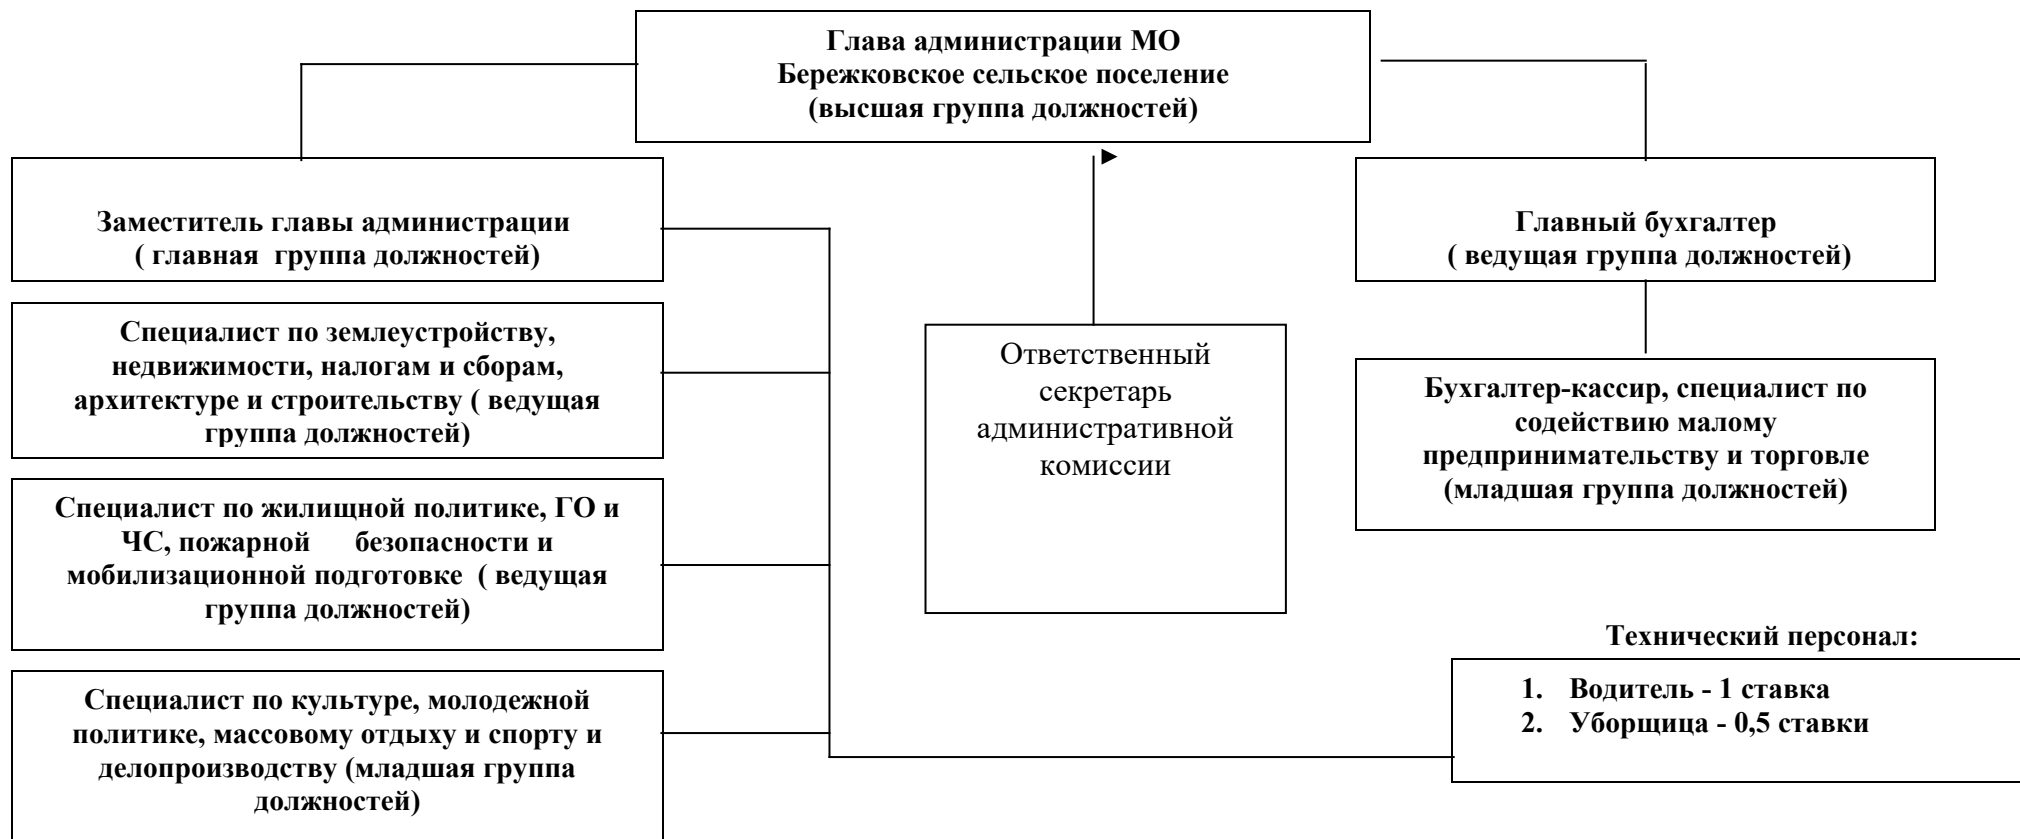 Глава администрации МО
Бережковское сельское поселение
(высшая группа должностей)
Заместитель главы администрации
( главная группа должностей)
Главный бухгалтер
( ведущая группа должностей)
Специалист по землеустройству,
недвижимости, налогам и сборам,
архитектуре и строительству ( ведущая
группа должностей)
Ответственный
секретарь
административной
комиссии
Бухгалтер-кассир, специалист по
содействию малому
предпринимательству и торговле
(младшая группа должностей)
Специалист по жилищной политике, ГО и
ЧС, пожарной безопасности и
мобилизационной подготовке ( ведущая
группа должностей)
Технический персонал:
1. Водитель - 1 ставка
2. Уборщица - 0,5 ставки
Специалист по культуре, молодежной
политике, массовому отдыху и спорту и
делопроизводству (младшая группа
должностей)